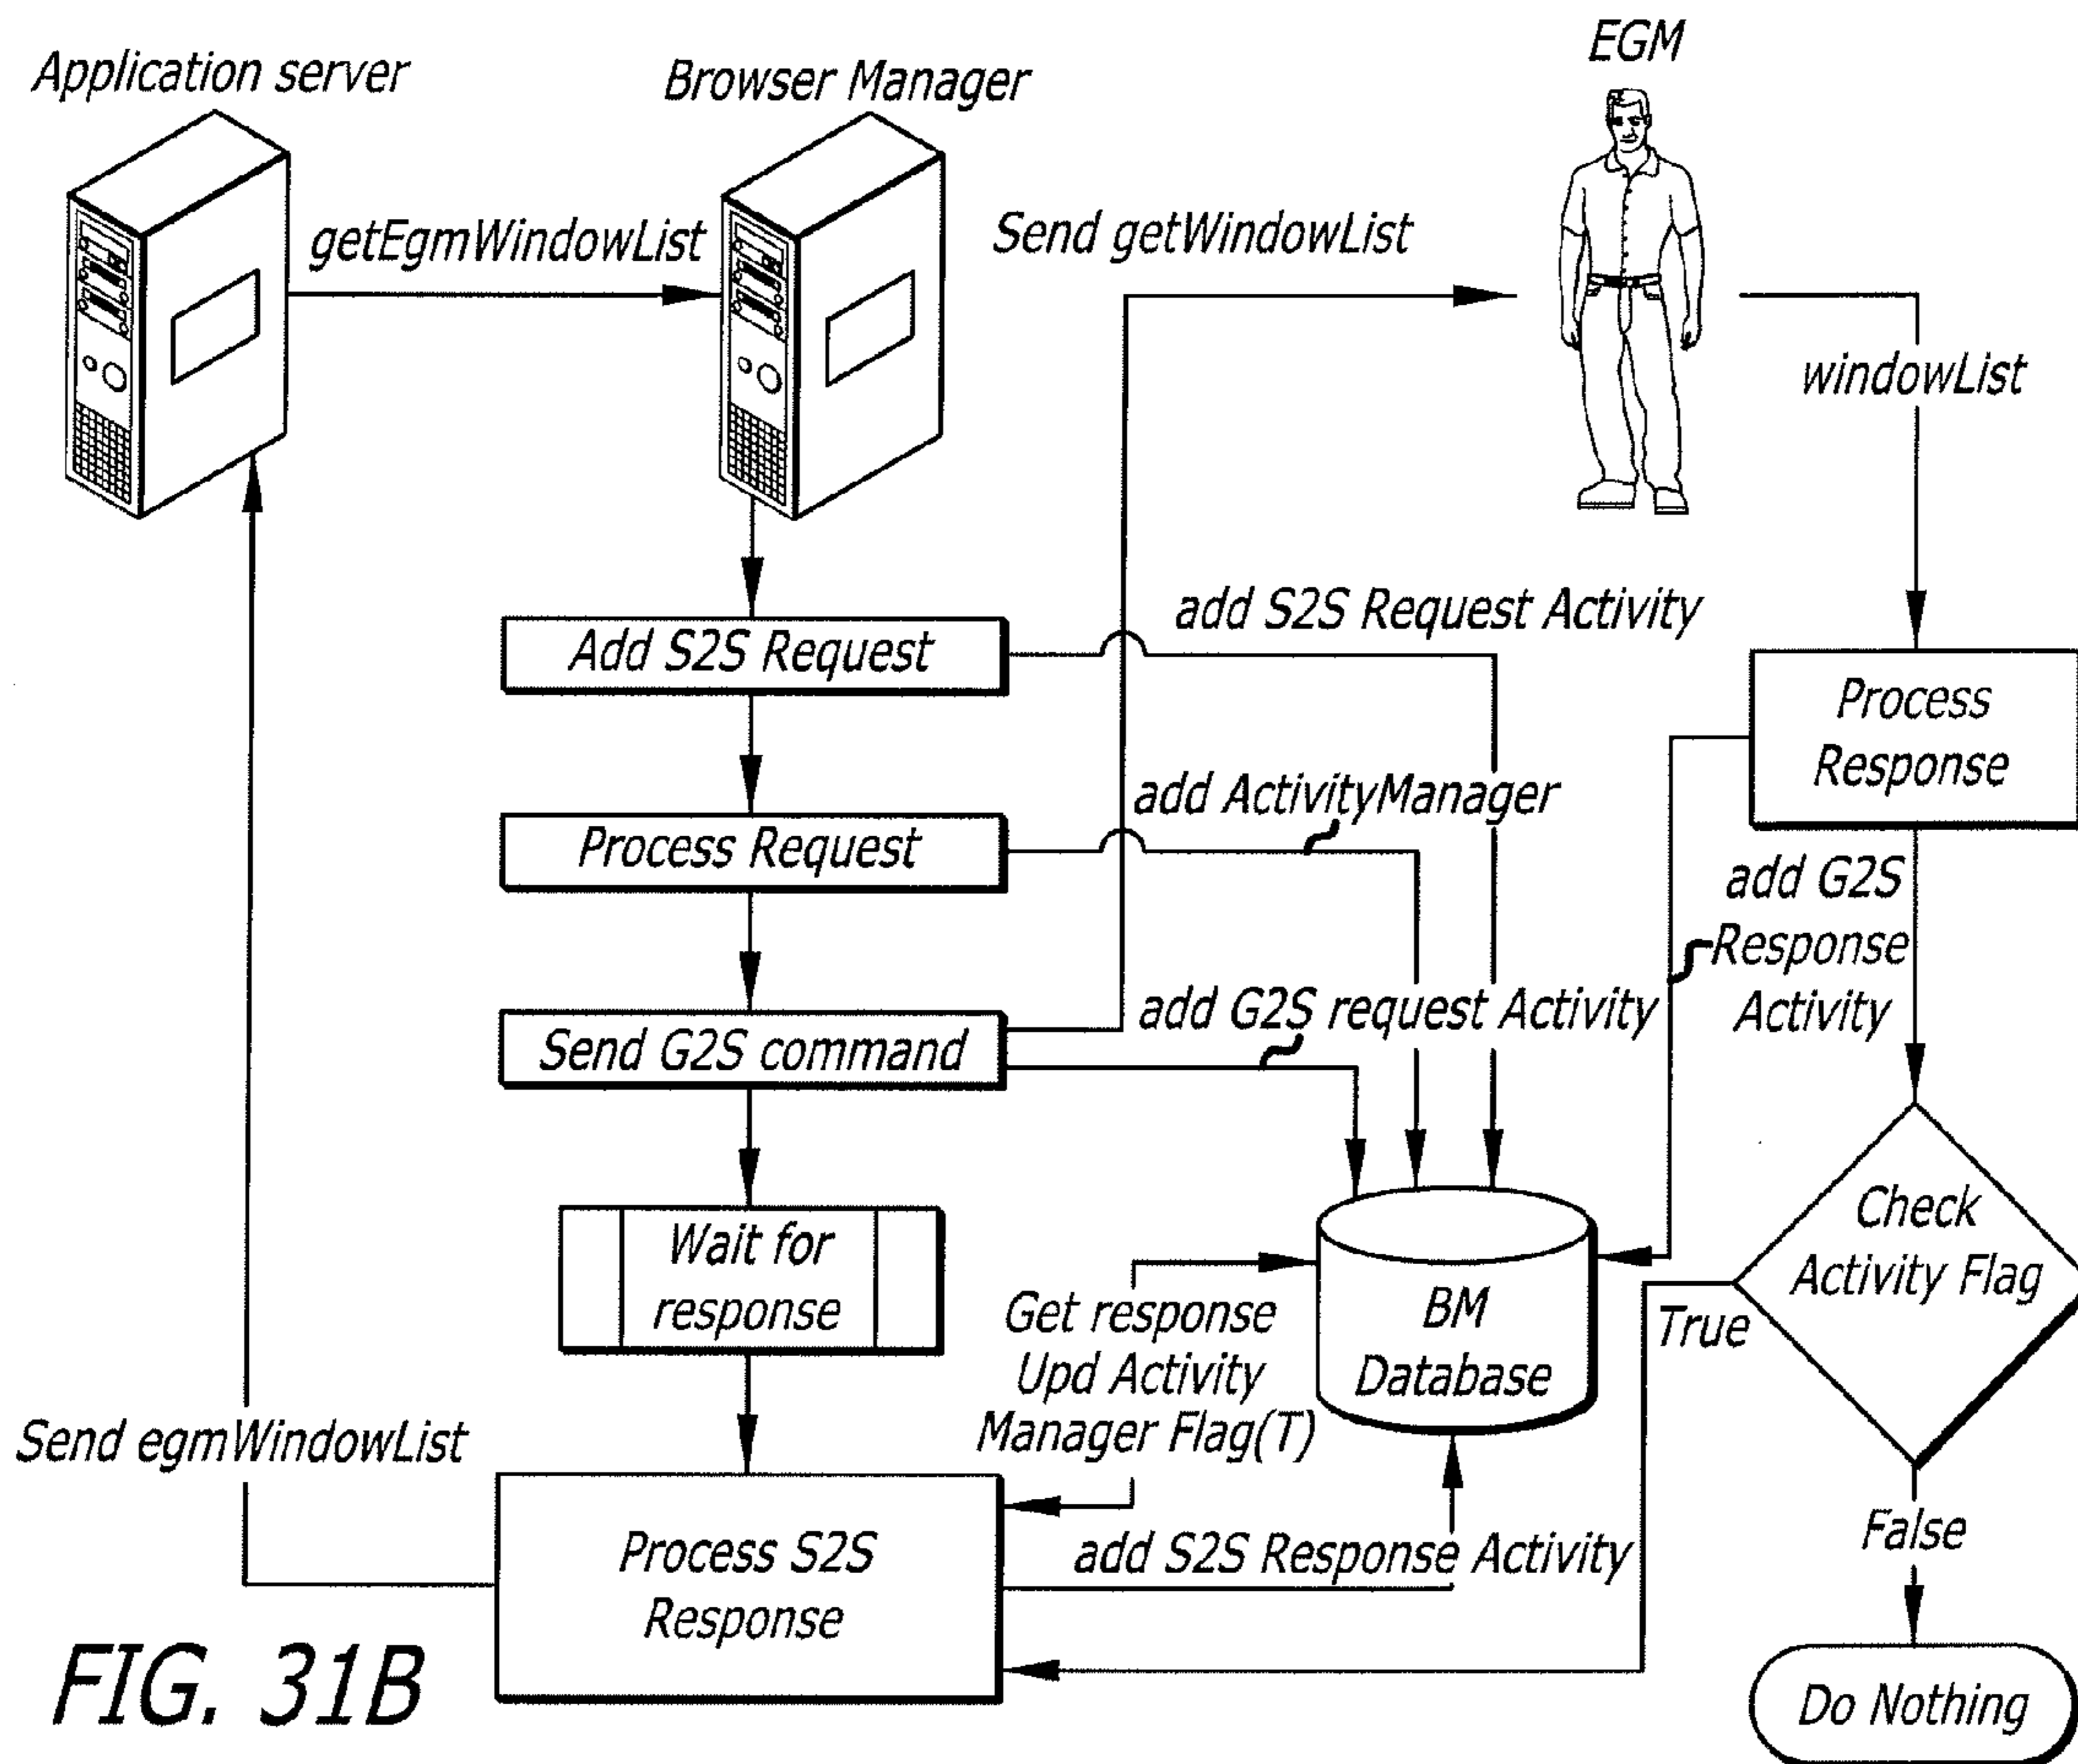 EGM
Application server
Browser Manager
getEgmWindowList
Send getWindowList
windowList
add S2S Request Activity
Add S2S Request
Process
Response
add ActivityManager
Process Request
add G2S
Response
Activity
add G2S request Activity
Send G2S command
Check
Activity Flag
Wait for
response
Get response
Upd Activity
Manager Flag(T)
BM
Database
True
Send egmWindowList
False
Process S2S
Response
add S2S Response Activity
Do Nothing
FIG. 31B